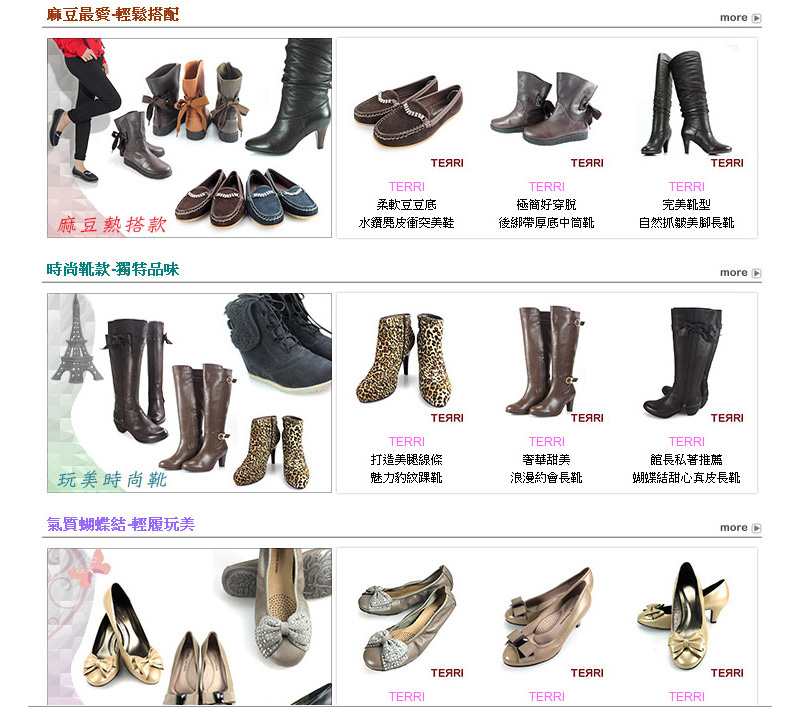 麻豆最愛-輕鬆搭配
more
麻豆熱搭款
TERRI
TERRI
TERRI
TERRI
TERRI
TERRI
柔軟豆豆底
極簡好穿脫
完美靴型
水鑽麂皮衝突美鞋
後綁帶厚底中筒靴
自然抓皺美腳長靴
時尚靴款-獨特品味
more
玩美時尚靴
TERRI
TERRI
TERRI
TERRI
TERRI
TERRI
打造美腿線條
奢華甜美
館長私著推薦
魅力豹紋踝靴
浪漫約會長靴
蝴蝶結甜心真皮長靴
氣質蝴蝶結-輕履玩美
more
TERRI
TERRI
TERRI
TERRI
TERRI
TERRI